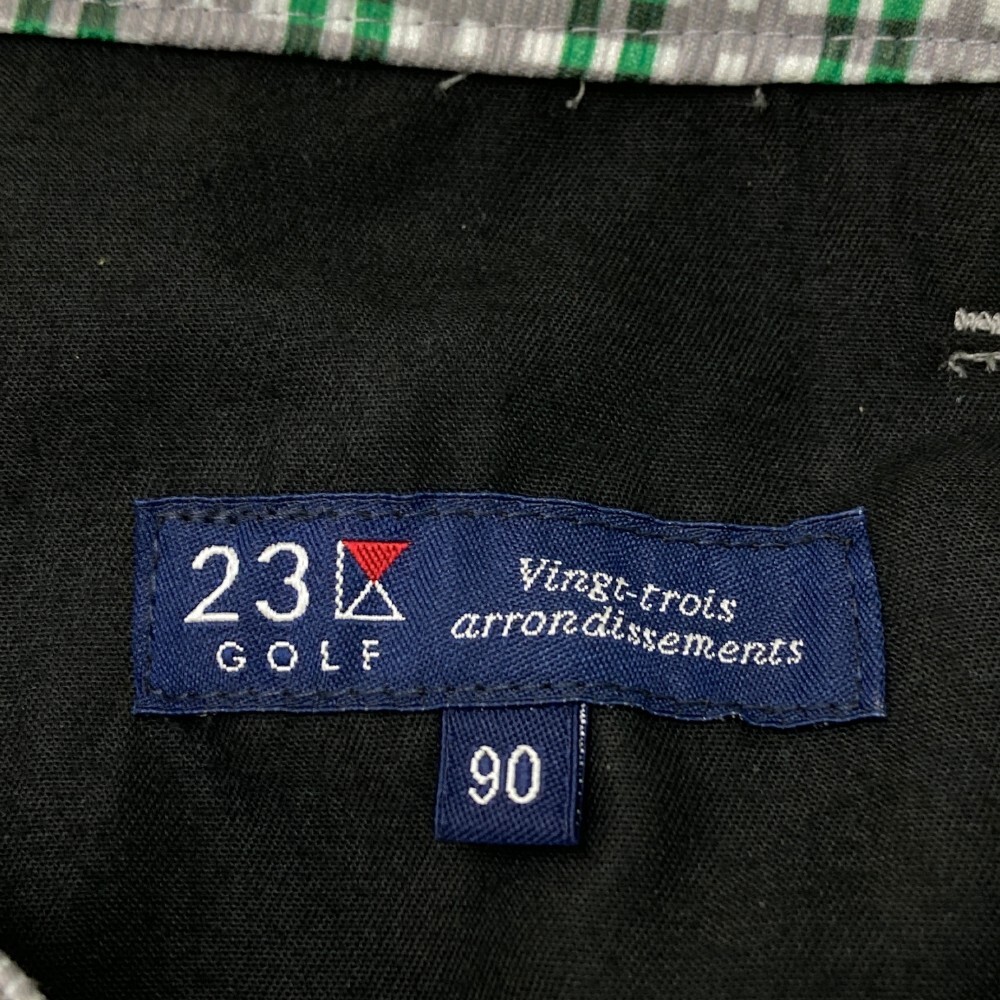 23
GOLF
Vingt-trois
arrondissements
90